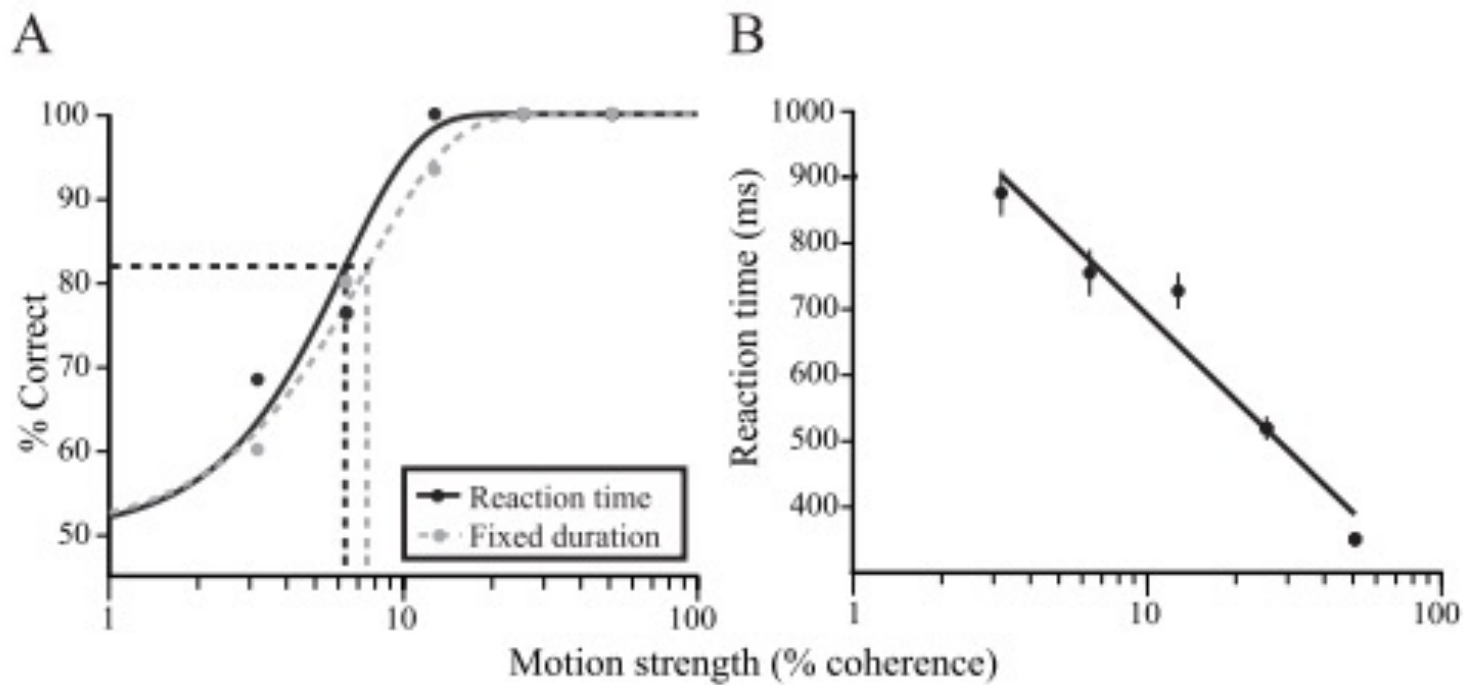 A
B
% Correct
100
90
80
70
60
50
1
10
100
Reaction time
Fixed duration
Reaction time (ms)
1000
900
800
700
600
500
400
1
10
100
Motion strength (% coherence)